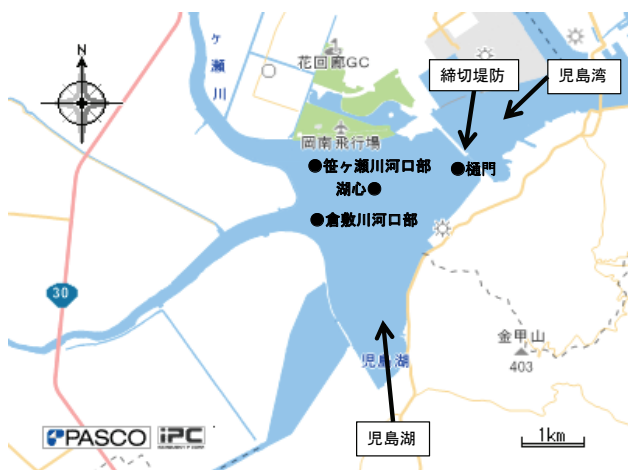 N
ヶ瀬川
花回廊GC
締切堤防
児島湾
岡南飛行場
●笹ヶ瀬川河口部
湖心●
●樋門
●倉敷川河口部
30
金甲山
403
児島湖
児島湖
PASCO
iPC
1km